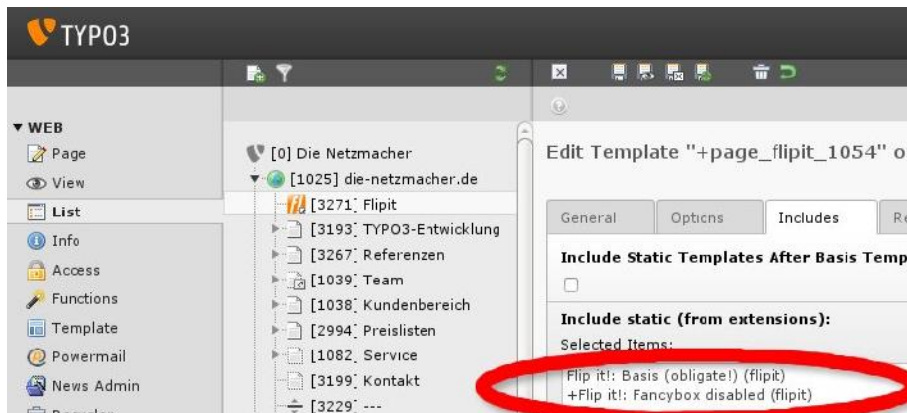 TYPO3
WEB
Page
View
List
Info
Access
Functions
Template
Powermail
News Admin
[0] Die Netzmacher
[1025] die-netzmacher.de
[3271] Flipit
[3193] TYPO3-Entwicklung
[3267] Referenzen
[1039] Team
[1038] Kundenbereich
[2994] Preislisten
[1082] Service
[3199] Kontakt
[3229] ---
Edit Template "+page_flipit_1054" o
General
Options
Includes
Include Static Templates After Basis Temp
Include static (from extensions):
Selected Items:
Flip it!: Basis (obligate!) (flipit)
+Flip it!: Fancybox disabled (flipit)